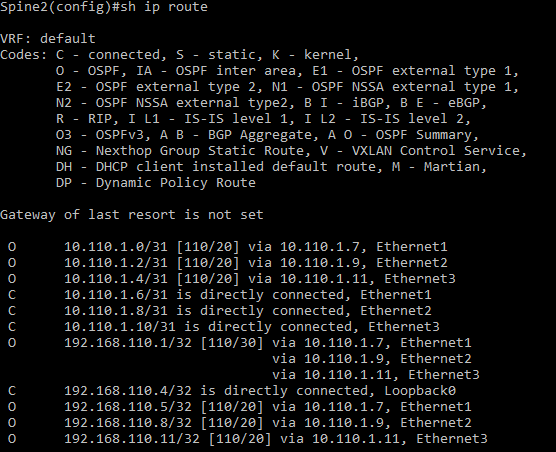 Spine2(config)#sh ip route
VRF: default
Codes: C - connected, S - static, K - kernel,
O - OSPF, IA - OSPF inter area, E1 - OSPF external type 1,
E2 - OSPF external type 2, N1 - OSPF NSSA external type 1,
N2 - OSPF NSSA external type2, B I - iBGP, B E - eBGP,
R - RIP, I L1 - IS-IS level 1, I L2 - IS-IS level 2,
O3 - OSPFv3, A B - BGP Aggregate, A O - OSPF Summary,
NG - Nexthop Group Static Route, V - VXLAN Control Service,
DH - DHCP client installed default route, M - Martian,
DP - Dynamic Policy Route
Gateway of last resort is not set
O 10.110.1.0/31 [110/20] via 10.110.1.7, Ethernet1
O 10.110.1.2/31 [110/20] via 10.110.1.9, Ethernet2
O 10.110.1.4/31 [110/20] via 10.110.1.11, Ethernet3
C 10.110.1.6/31 is directly connected, Ethernet1
C 10.110.1.8/31 is directly connected, Ethernet2
C 10.110.1.10/31 is directly connected, Ethernet3
O 192.168.110.1/32 [110/30] via 10.110.1.7, Ethernet1
via 10.110.1.9, Ethernet2
via 10.110.1.11, Ethernet3
C 192.168.110.4/32 is directly connected, Loopback0
O 192.168.110.5/32 [110/20] via 10.110.1.7, Ethernet1
O 192.168.110.8/32 [110/20] via 10.110.1.9, Ethernet2
O 192.168.110.11/32 [110/20] via 10.110.1.11, Ethernet3